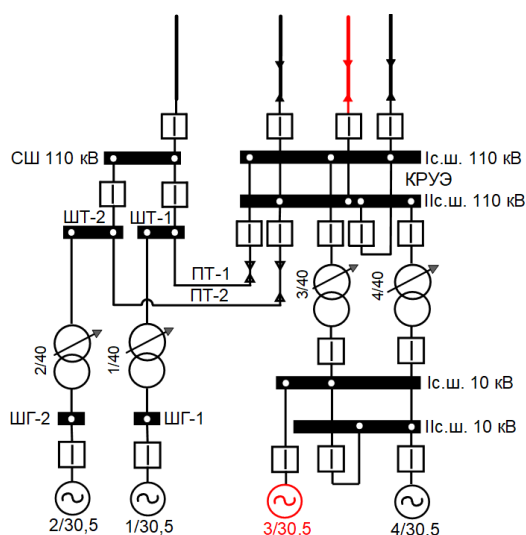 СШ 110 кВ
Iс.ш. 110 кВ
КРУЭ
IIс.ш. 110 кВ
ШТ-2
ШТ-1
ПТ-1
ПТ-2
2/40
1/40
3/40
4/40
Iс.ш. 10 кВ
ШГ-2
ШГ-1
IIс.ш. 10 кВ
2/30,5
1/30,5
3/30.5
4/30.5